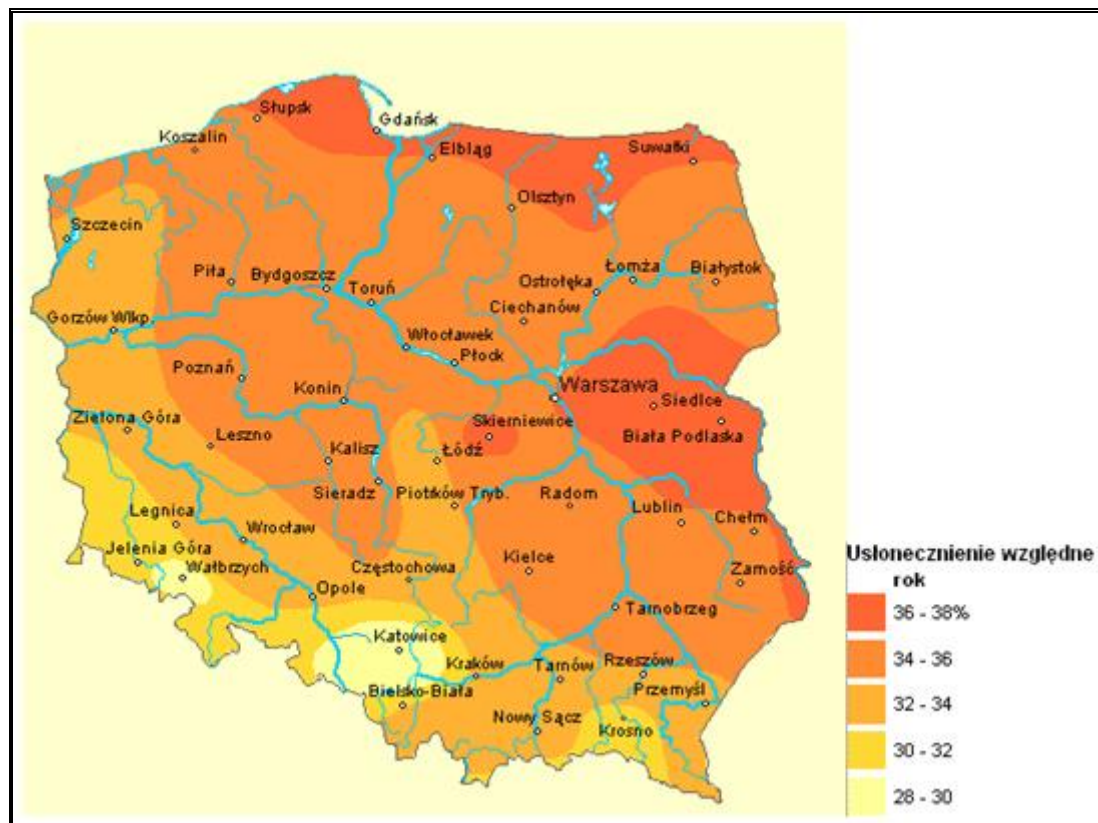 Słupsk
Gdańsk
Koszalin
Elbląg
Suwałki
Olsztyn
Szczecin
Piła
Bydgoszcz
Toruń
Ostrołęka
Łomża
Białystok
Ciechanów
Gorzów Wlkp.
Włocławek
Płock
Poznań
Konin
Warszawa
Siedlce
Skierniewice
Biała Podlaska
Zielona Góra
Leszno
Kalisz
Łódź
Sieradz
Piotrków Tryb.
Radom
Lublin
Chełm
Legnica
Wrocław
Jelenia Góra
Wałbrzych
Kielce
Zamość
Częstochowa
Opole
Tarnobrzeg
Katowice
Kraków
Tarnów
Rzeszów
Bielsko-Biała
Przemyśl
Nowy Sącz
Krosno
Usłonecznienie względne
rok
36 - 38%
34 - 36
32 - 34
30 - 32
28 - 30